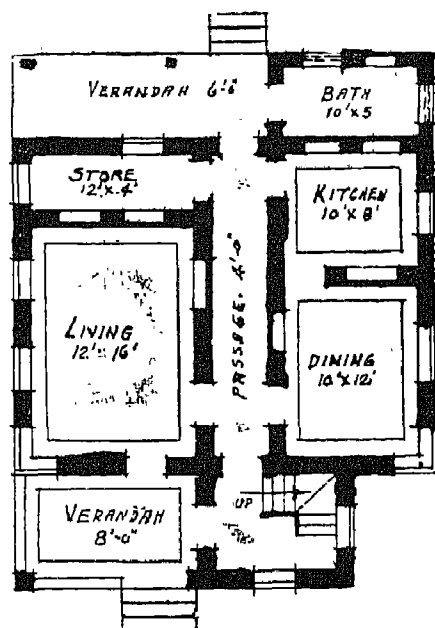 VERANDAH 6'-6"
BATH
10'x5
STORE
12'x-4'
KITCHEN
10'x8'
PASSAGE. 4'-0"
LIVING
12'x16'
DINING
10'x12'
UP
VERANDAH
8'-0"